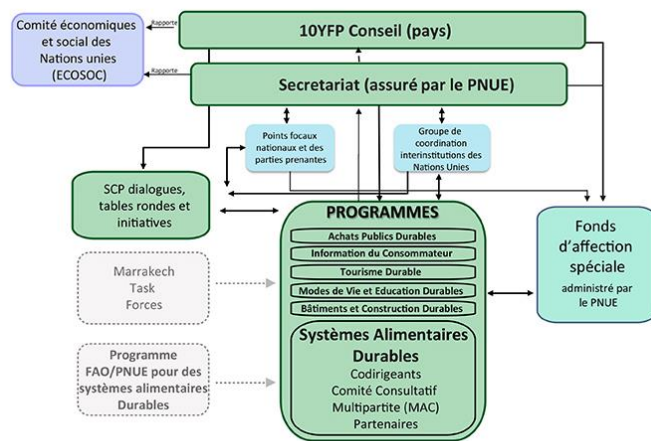 Comité économiques
et social des
Nations unies
(ECOSOC)
Rapporte
Rapporte
10YFP Conseil (pays)
Secretariat (assuré par le PNUE)
Points focaux
nationaux et des
parties prenantes
Groupe de
coordination
interinstitutions des
Nations Unies
SCP dialogues,
tables rondes et
initiatives
Marrakech
Task
Forces
Programme
FAO/PNUE pour des
systèmes alimentaires
Durables
PROGRAMMES
Achats Publics Durables
Information du Consommateur
Tourisme Durable
Modes de Vie et Education Durables
Bâtiments et Construction Durables
Systèmes Alimentaires
Durables
Codirigeants
Comité Consultatif
Multipartite (MAC)
Partenaires
Fonds
d'affection
spéciale
administré par
le PNUE